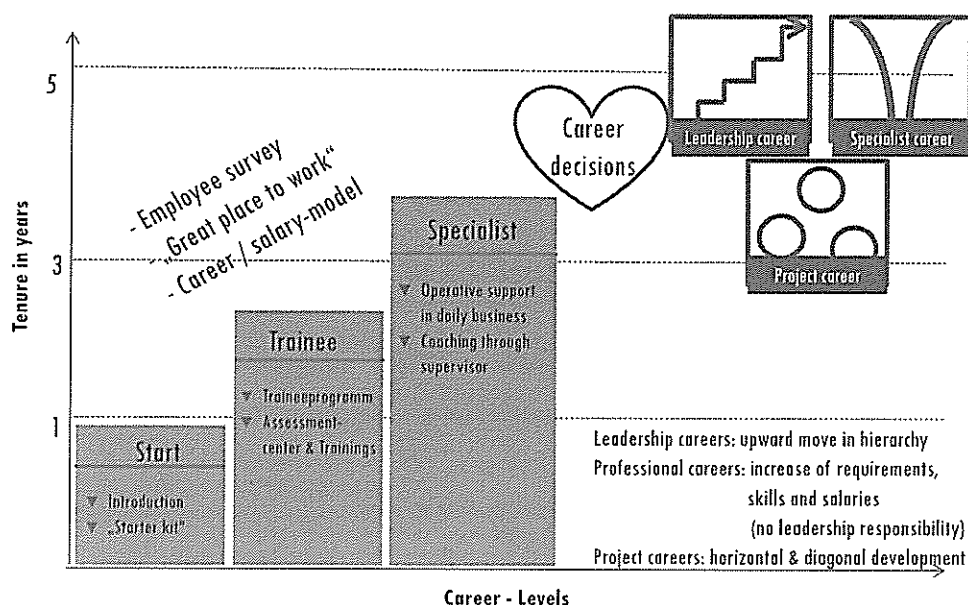 5
3
1
Tenure in years
- Employee survey
- „Great place to work“
- Career / salary-model
Start
Introduction
„Starter kit“
Trainee
Traineeprogramm
Assessment-
center & Trainings
Specialist
Operative support
in daily business
Coaching through
supervisor
Career
decisions
Leadership career
Specialist career
Project career
Leadership careers: upward move in hierarchy
Professional careers: increase of requirements,
skills and salaries
(no leadership responsibility)
Project careers: horizontal & diagonal development
Career - Levels